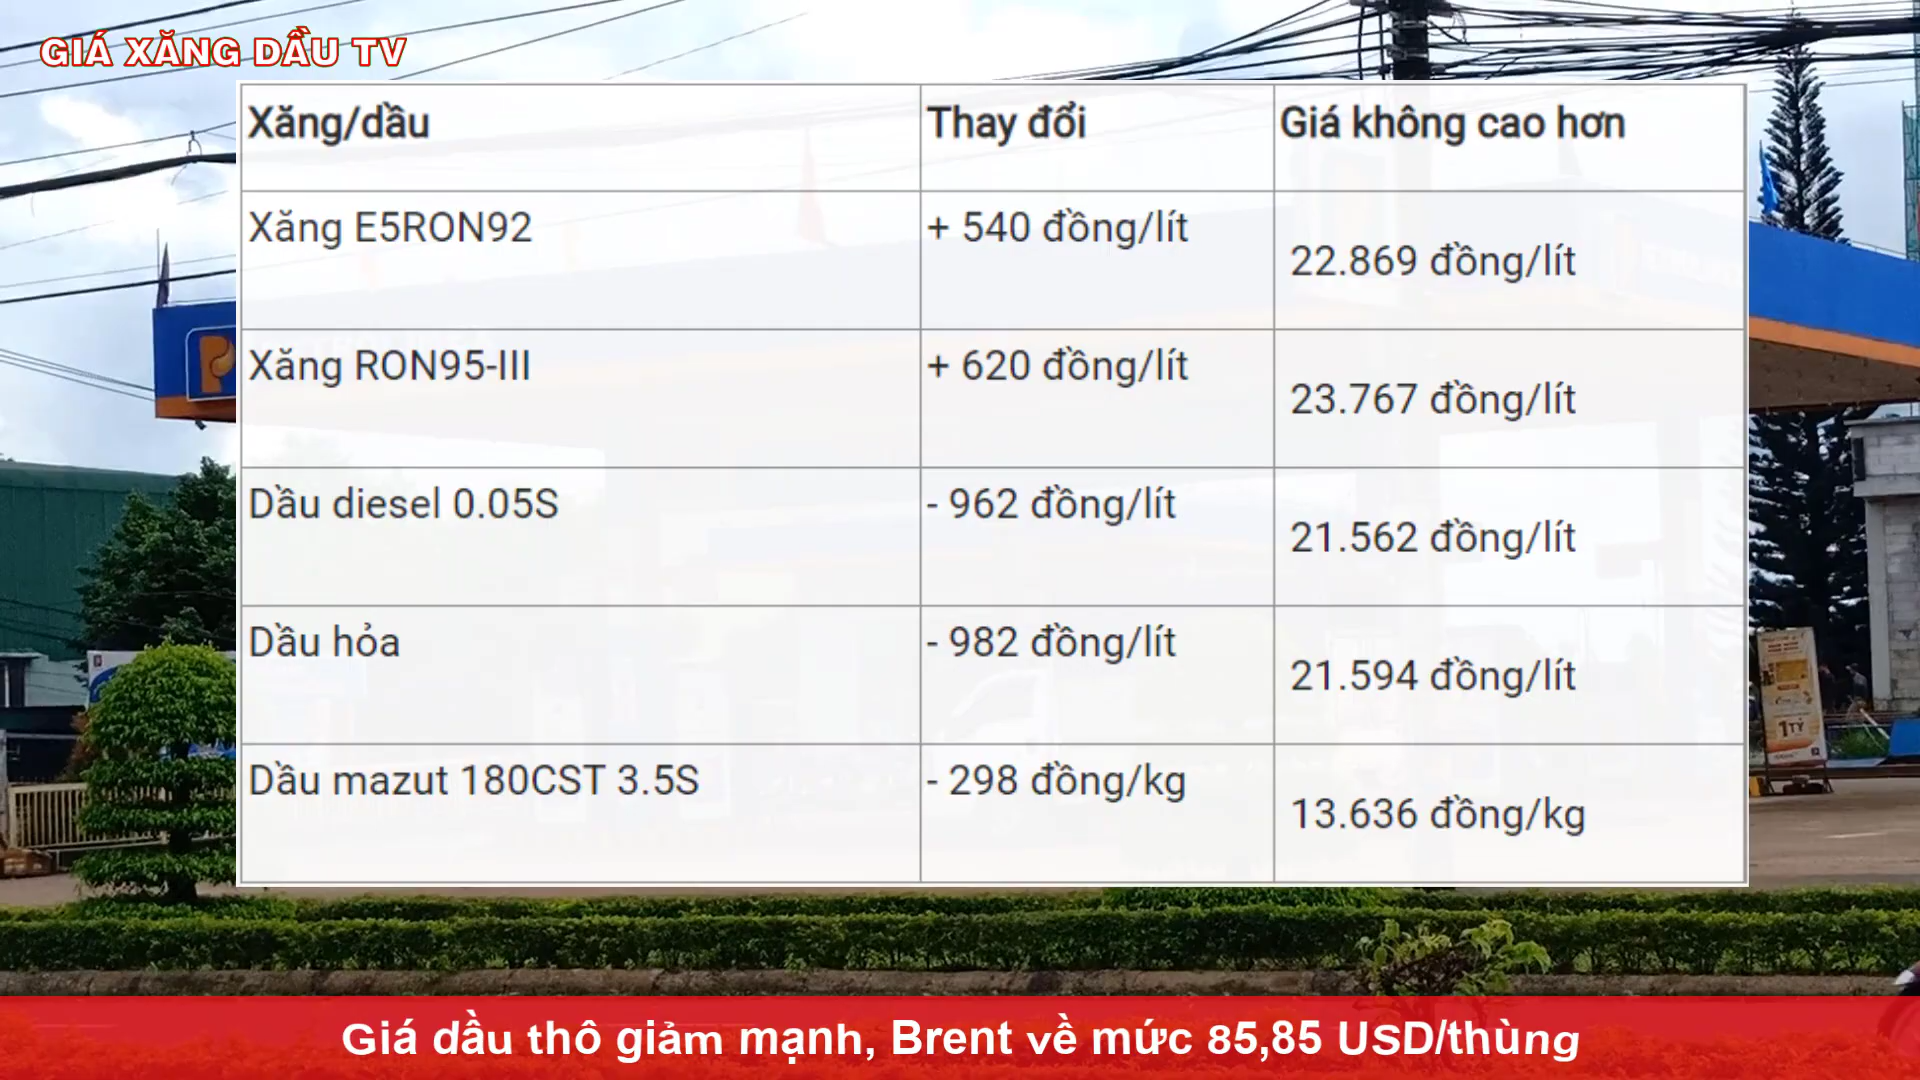 GIÁ XĂNG DẦU TV
Xăng/dầu Thay đổi Giá không cao hơn
Xăng E5RON92 + 540 đồng/lít 22.869 đồng/lít
Xăng RON95-III + 620 đồng/lít 23.767 đồng/lít
Dầu diesel 0.05S - 962 đồng/lít 21.562 đồng/lít
Dầu hỏa - 982 đồng/lít 21.594 đồng/lít
Dầu mazut 180CST 3.5S - 298 đồng/kg 13.636 đồng/kg
1 TỶ
Giá dầu thô giảm mạnh, Brent về mức 85,85 USD/thùng